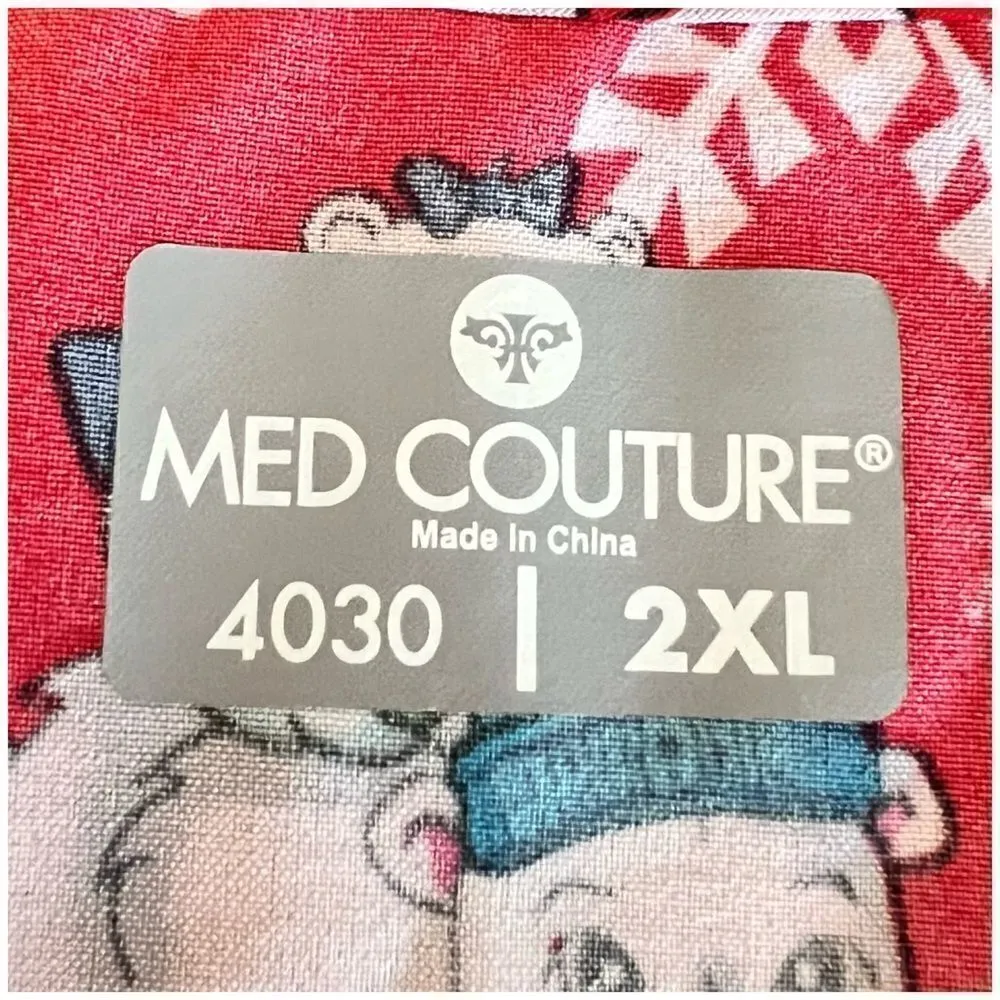 MED COUTURE®
Made In China
4030 | 2XL